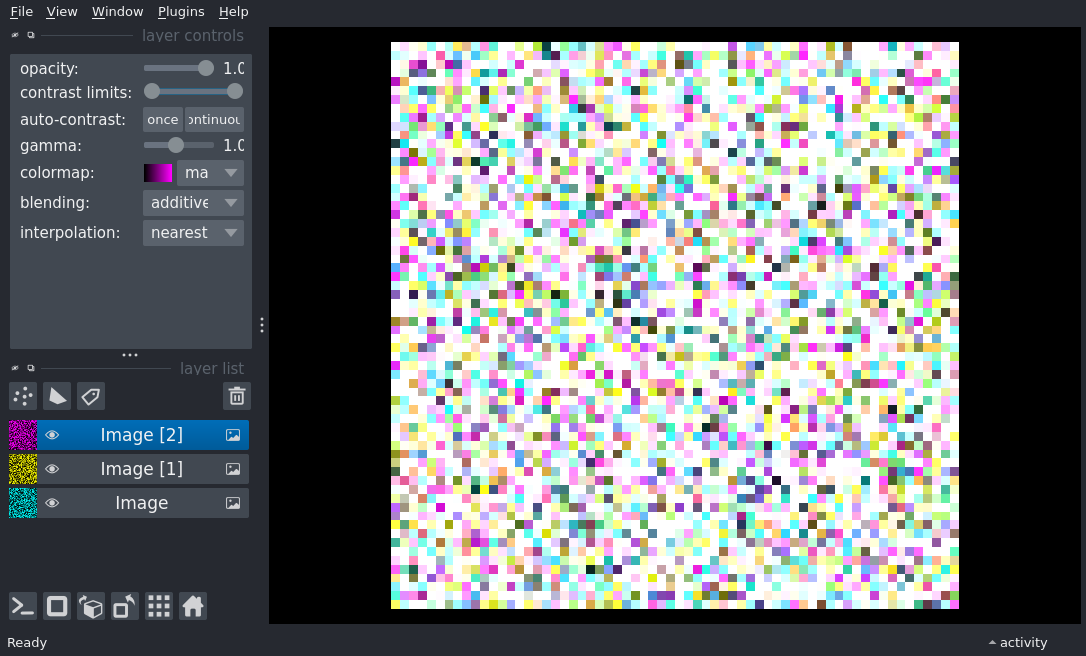 File View Window Plugins Help
layer controls
opacity: 1.0
contrast limits:
auto-contrast: once ontinuou
gamma: 1.0
colormap: ma
blending: additive
interpolation: nearest
layer list
Image [2]
Image [1]
Image
Ready
activity